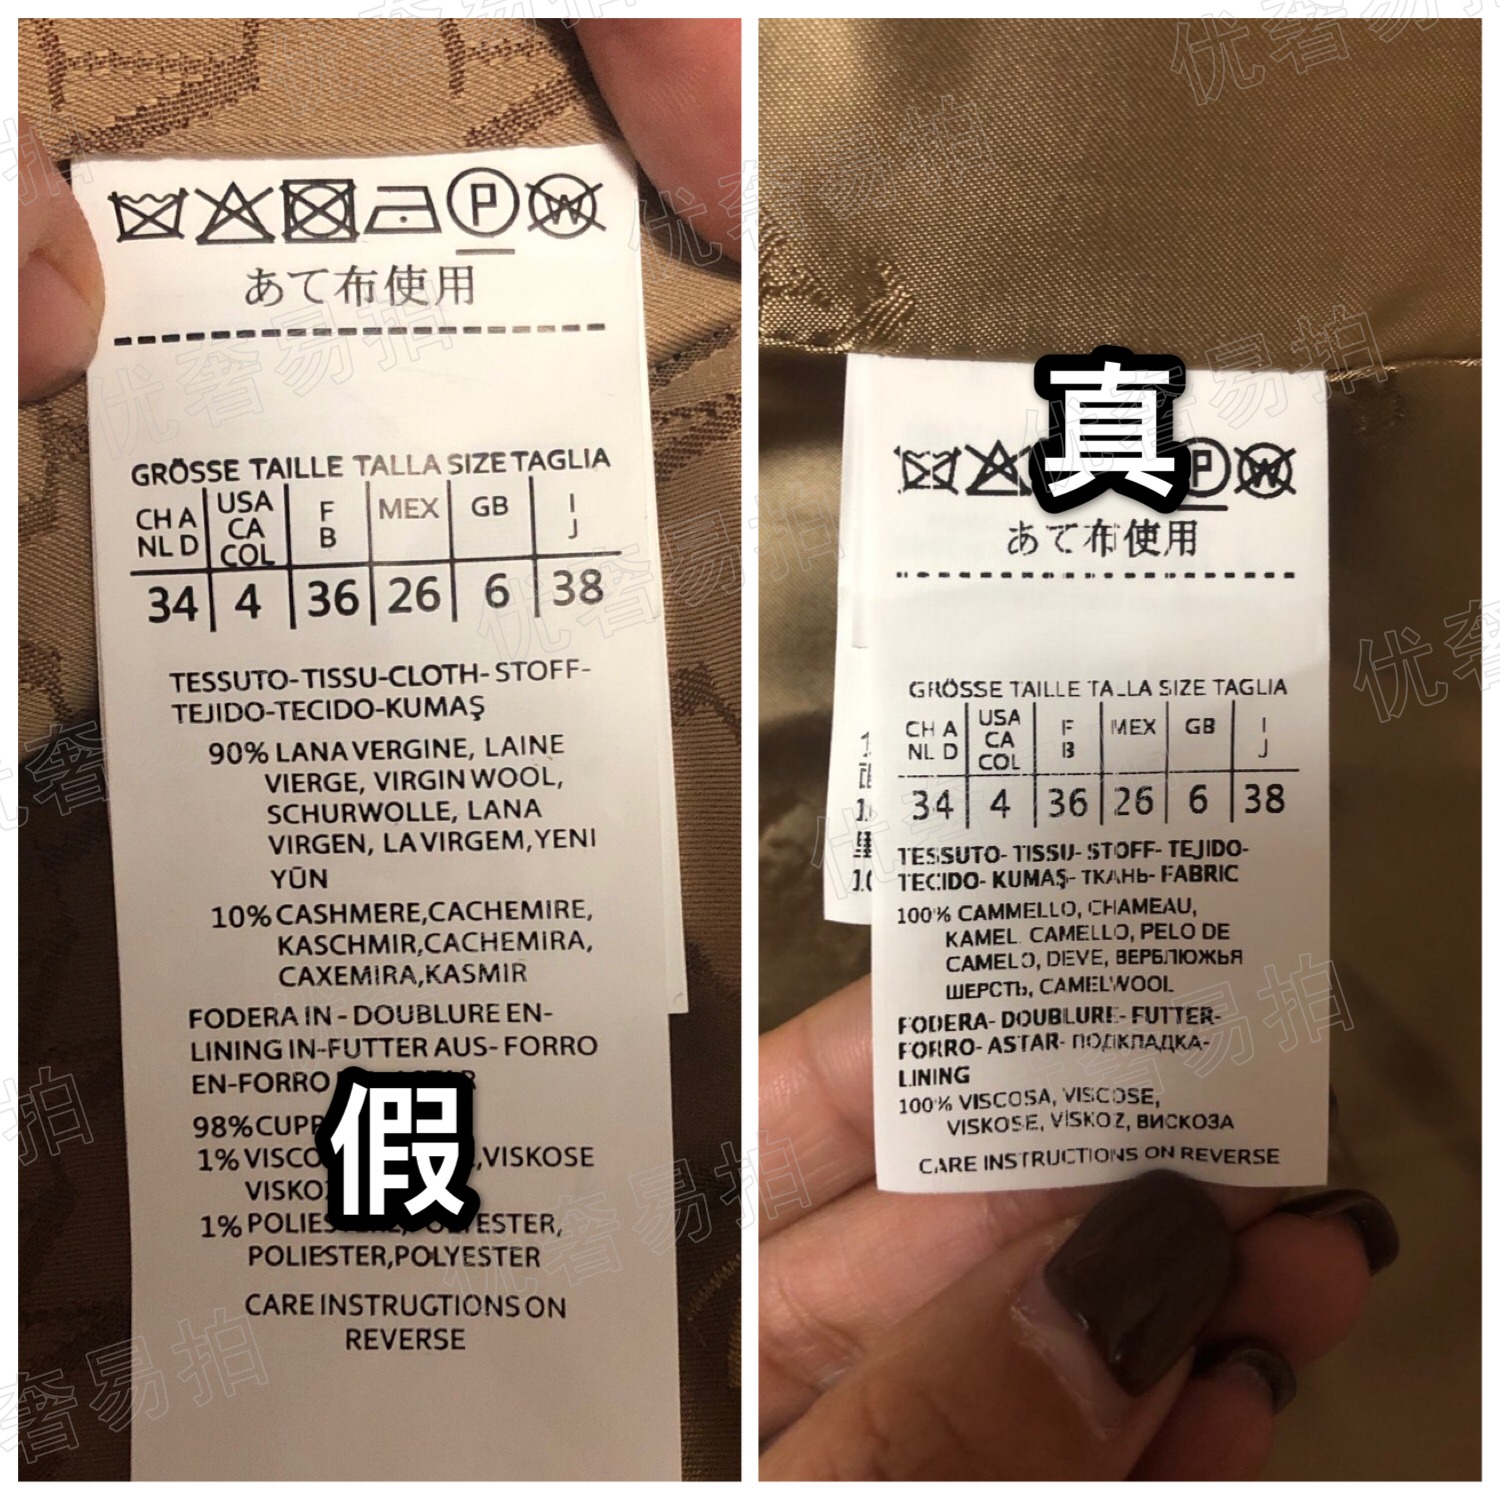 あて布使用
GRÖSSE TAILLE TALLA SIZE TAGLIA
CH A NL D USA CA COL F B MEX GB I J
34 4 36 26 6 38
TESSUTO-TISSU-CLOTH-STOFF-
TEJIDO-TECIDO-KUMAŞ
90% LANA VERGINE, LAINE
VIERGE, VIRGIN WOOL,
SCHURWOLLE, LANA
VIRGEN, LA VIRGEM, YENI
YŪN
10% CASHMERE,CACHEMIRE,
KASCHMIR,CACHEMIRA,
CAXEMIRA,KASMIR
FODERA IN - DOUBLURE EN-
LINING IN-FUTTER AUS-FORRO
EN-FORRO
98%
1% ,VISKOSE
1% 
POLIESTER,POLYESTER
CARE INSTRUCTIONS ON
REVERSE
假
真
あて布使用
GRÖSSE TAILLE TALLA SIZE TAGLIA
CH A NL D USA CA COL F B MEX GB I J
34 4 36 26 6 38
TESSUTO- TISSU- STOFF- TEJIDO-
TECIDO- KUMAŞ- ТКАНЬ- FABRIC
100% CAMMELLO, CHAMEAU,
KAMEL, CAMELLO, PELO DE
CAMELO, DEVE, ВЕРБЛЮЖЬЯ
ШЕРСТЬ, CAMELWOOL
FODERA- DOUBLURE- FUTTER-
FORRO- ASTAR- ПОДКЛАДКА-
LINING
100% VISCOSA, VISCOSE,
VISKOSE, VİSKOZ, ВИСКОЗА
CARE INSTRUCTIONS ON REVERSE
优奢易拍